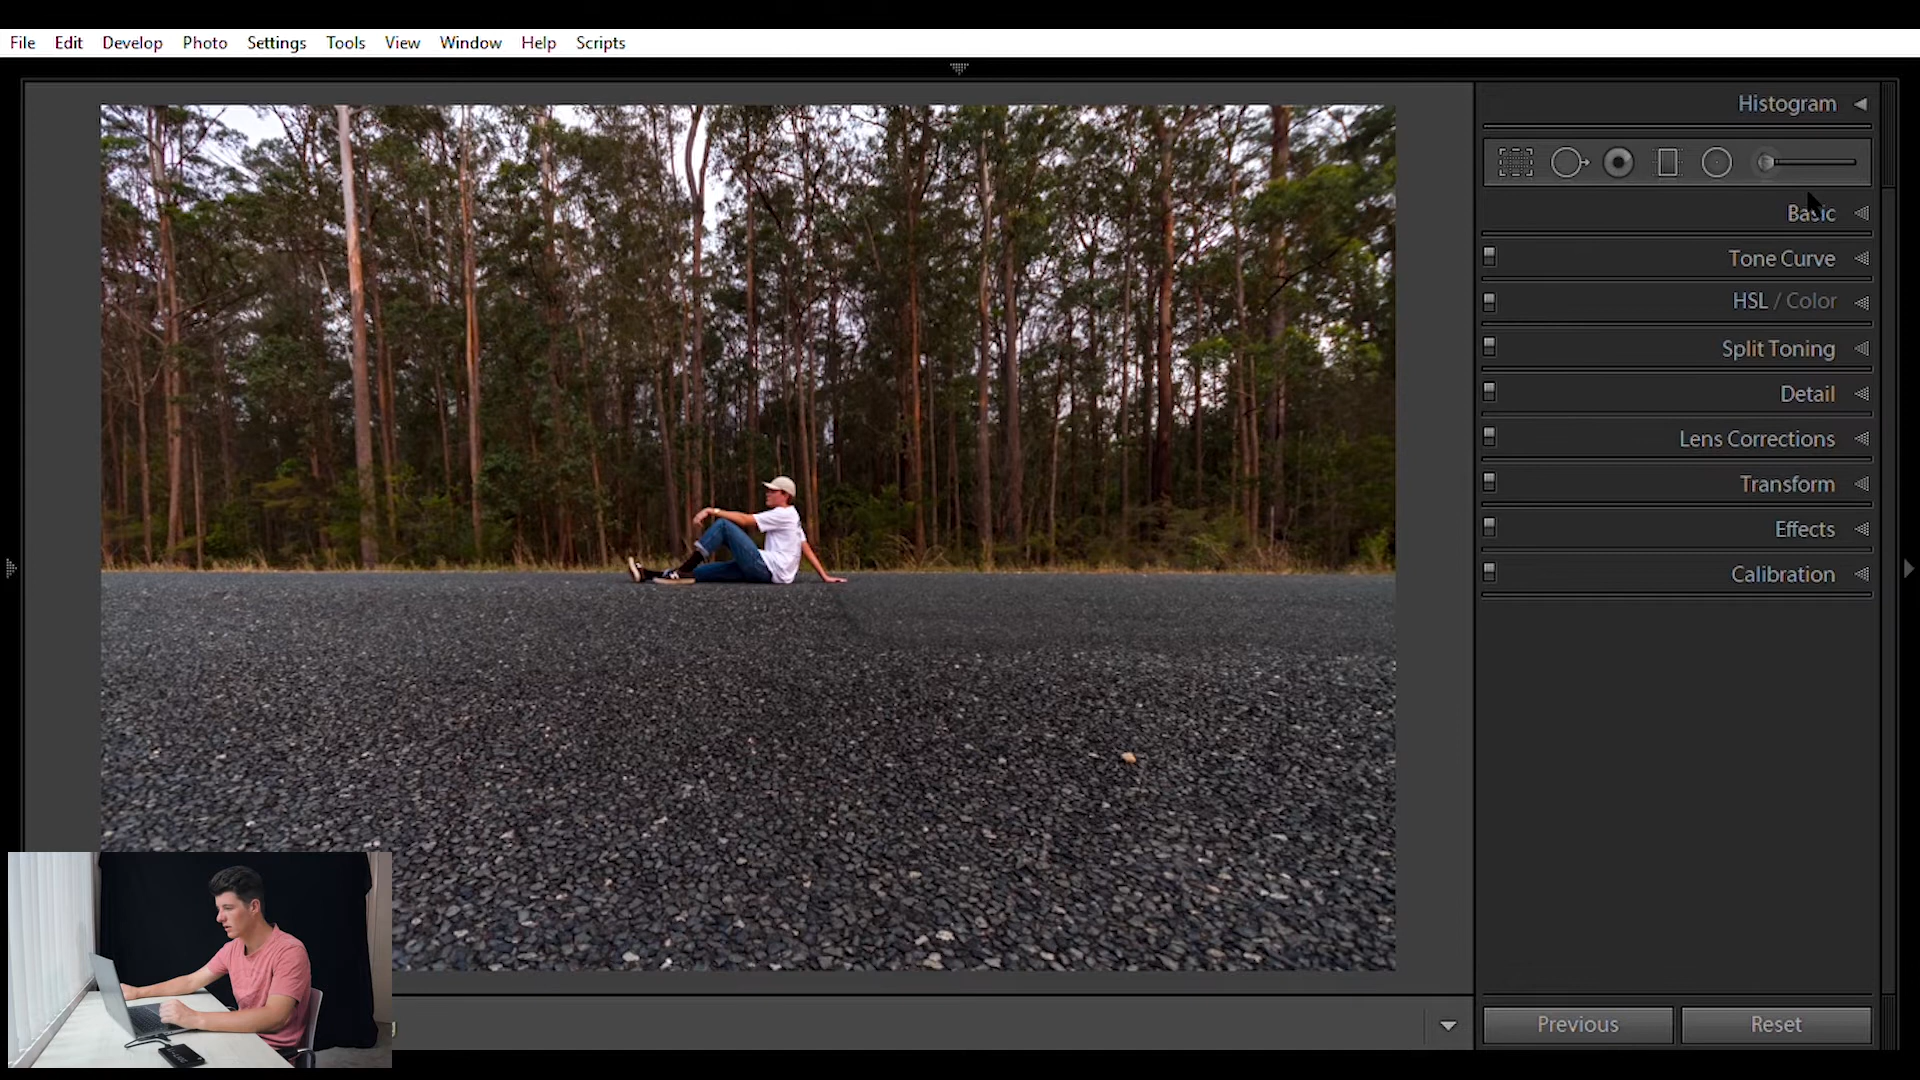 File Edit Develop Photo Settings Tools View Window Help Scripts
Histogram
Basic
Tone Curve
HSL / Color
Split Toning
Detail
Lens Corrections
Transform
Effects
Calibration
Previous Reset